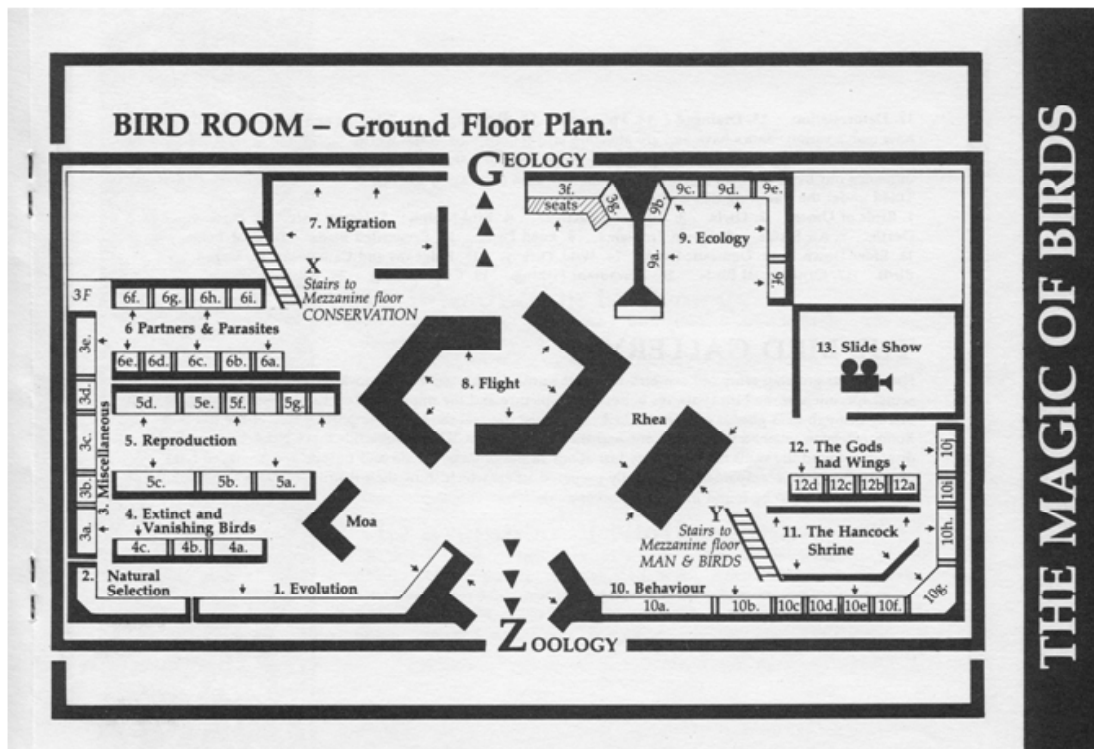 THE MAGIC OF BIRDS
BIRD ROOM – Ground Floor Plan.
GEOLOGY
3f.
seats
3g.
9b.
9c.
9d.
9e.
7. Migration
9. Ecology
9a.
X
Stairs to
Mezzanine floor
CONSERVATION
3F
6f.
6g.
6h.
6i.
6 Partners & Parasites
6e.
6d.
6c.
6b.
6a.
3e.
3d.
3c.
3b.
3a.
3. Miscellaneous
5d.
5e.
5f.
5g.
5. Reproduction
5c.
5b.
5a.
8. Flight
13. Slide Show
Rhea
12. The Gods
had Wings
12d
12c
12b
12a
10j
10i
10h.
10g.
4. Extinct and
Vanishing Birds
4c.
4b.
4a.
Moa
Y
Stairs to
Mezzanine floor
MAN & BIRDS
11. The Hancock
Shrine
2.
Natural
Selection
1. Evolution
10. Behaviour
10a.
10b.
10c
10d.
10e
10f.
ZOOLOGY